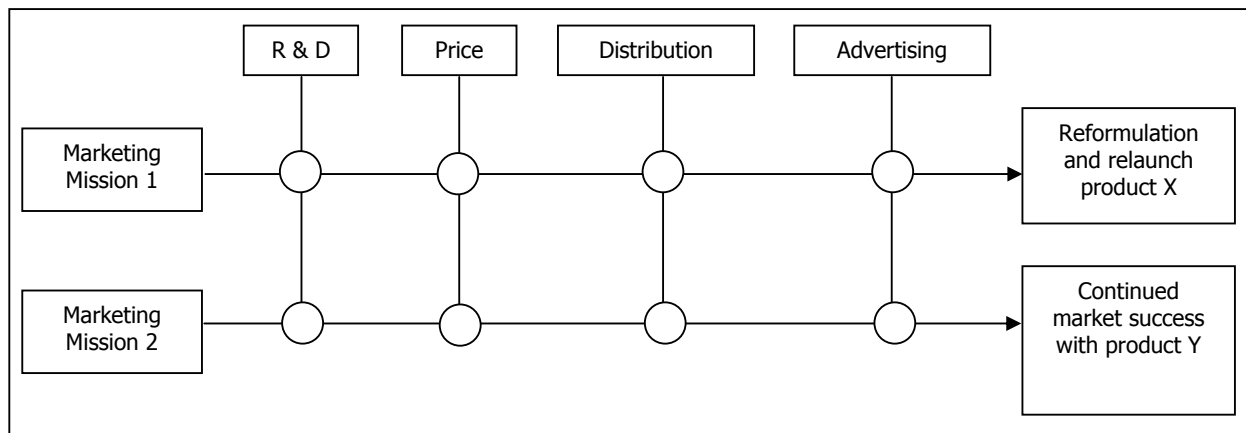 R & D
Price
Distribution
Advertising
Marketing
Mission 1
Reformulation
and relaunch
product X
Marketing
Mission 2
Continued
market success
with product Y